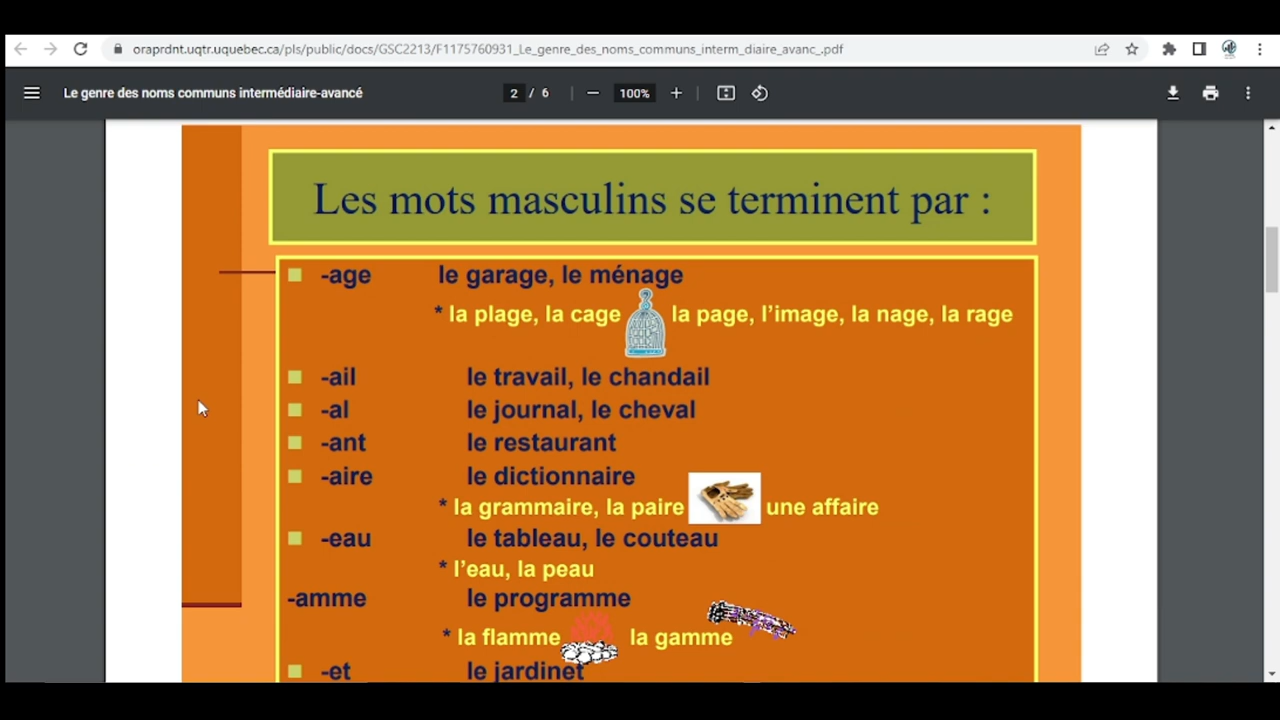 oraprdnt.uqtr.uquebec.ca/pls/public/docs/GSC2213/F1175760931_Le_genre_des_noms_communs_interm_diaire_avanc_.pdf
Le genre des noms communs intermédiaire-avancé 2 / 6 100%
Les mots masculins se terminent par :
-age le garage, le ménage
* la plage, la cage la page, l'image, la nage, la rage
-ail le travail, le chandail
-al le journal, le cheval
-ant le restaurant
-aire le dictionnaire
* la grammaire, la paire une affaire
-eau le tableau, le couteau
* l'eau, la peau
-amme le programme
* la flamme la gamme
-et le jardinet